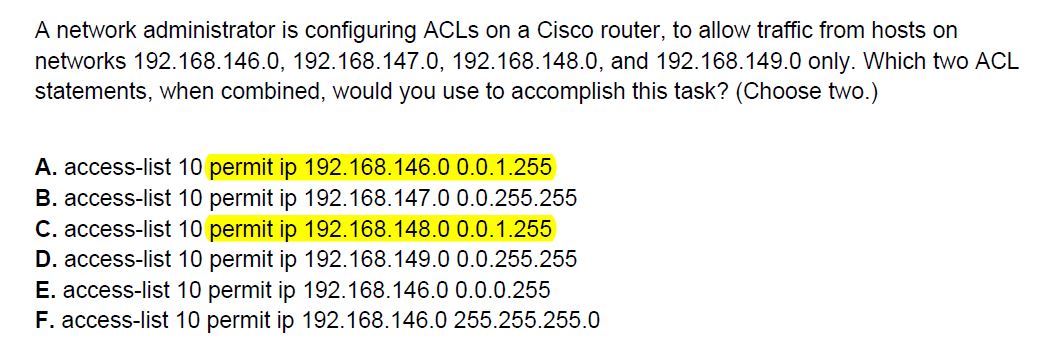 A network administrator is configuring ACLs on a Cisco router, to allow traffic from hosts on
networks 192.168.146.0, 192.168.147.0, 192.168.148.0, and 192.168.149.0 only. Which two ACL
statements, when combined, would you use to accomplish this task? (Choose two.)
A. access-list 10 permit ip 192.168.146.0 0.0.1.255
B. access-list 10 permit ip 192.168.147.0 0.0.255.255
C. access-list 10 permit ip 192.168.148.0 0.0.1.255
D. access-list 10 permit ip 192.168.149.0 0.0.255.255
E. access-list 10 permit ip 192.168.146.0 0.0.0.255
F. access-list 10 permit ip 192.168.146.0 255.255.255.0